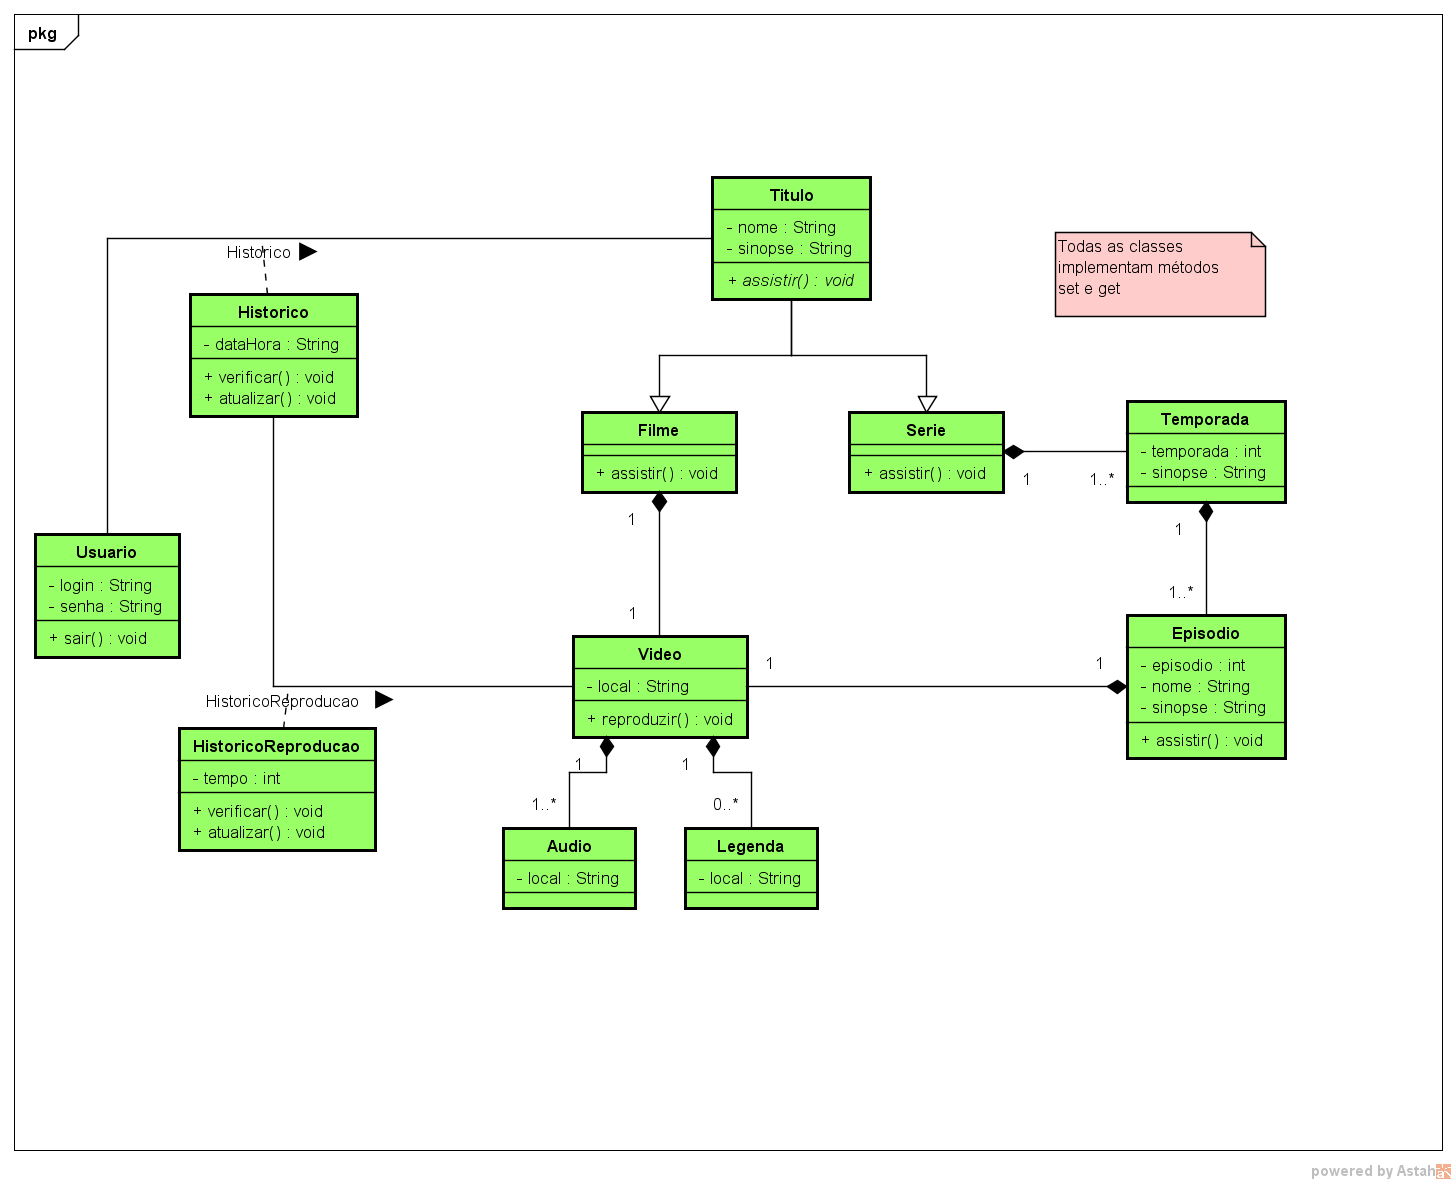 pkg
Titulo
- nome : String
- sinopse : String
+ assistir() : void
Todas as classes
implementam métodos
set e get
Historico
Historico
- dataHora : String
+ verificar() : void
+ atualizar() : void
Filme
+ assistir() : void
Serie
+ assistir() : void
1
1..*
Temporada
- temporada : int
- sinopse : String
1
1
1..*
1
Usuario
- login : String
- senha : String
+ sair() : void
Video
- local : String
+ reproduzir() : void
1
1
Episodio
- episodio : int
- nome : String
- sinopse : String
+ assistir() : void
HistoricoReproducao
HistoricoReproducao
- tempo : int
+ verificar() : void
+ atualizar() : void
1
1
1..*
0..*
Audio
- local : String
Legenda
- local : String
powered by Astah